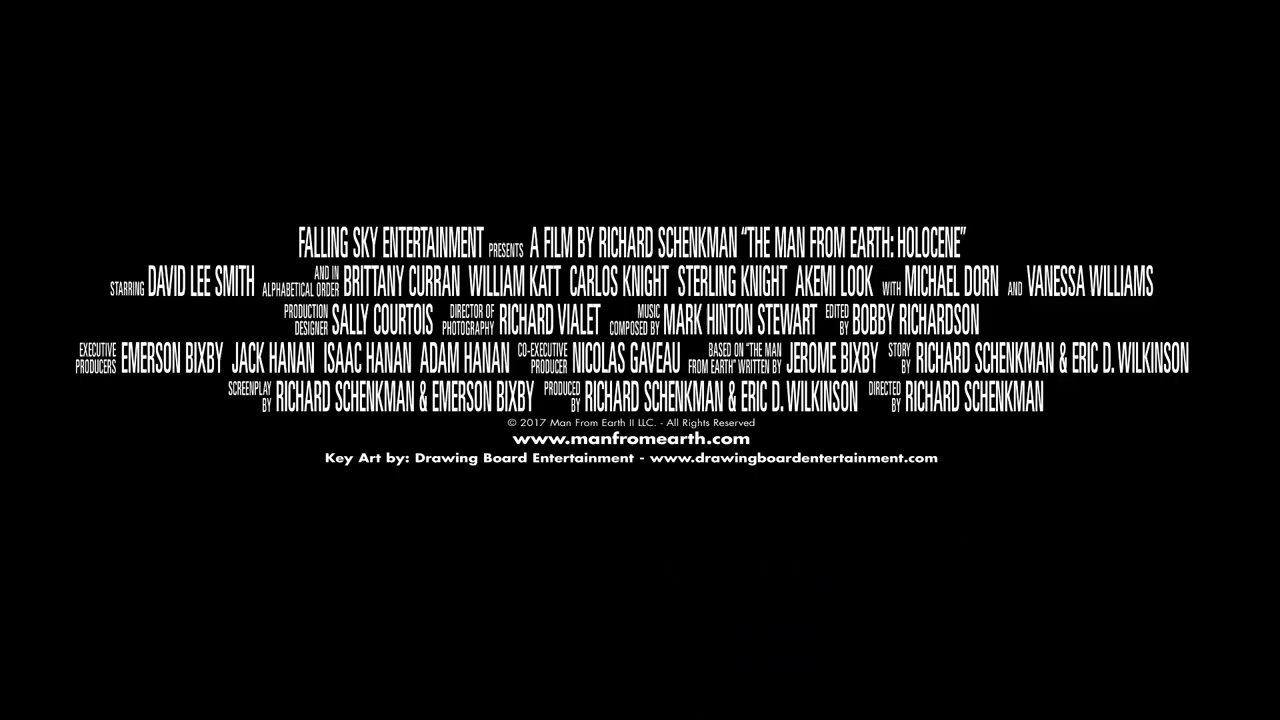 FALLING SKY ENTERTAINMENT PRESENTS A FILM BY RICHARD SCHENKMAN "THE MAN FROM EARTH: HOLOCENE"
STARRING DAVID LEE SMITH AND IN ALPHABETICAL ORDER BRITTANY CURRAN WILLIAM KATT CARLOS KNIGHT STERLING KNIGHT AKEMI LOOK WITH MICHAEL DORN AND VANESSA WILLIAMS
PRODUCTION DESIGNER SALLY COURTOIS DIRECTOR OF PHOTOGRAPHY RICHARD VIALET MUSIC COMPOSED BY MARK HINTON STEWART EDITED BY BOBBY RICHARDSON
EXECUTIVE PRODUCERS EMERSON BIXBY JACK HANAN ISAAC HANAN ADAM HANAN CO-EXECUTIVE PRODUCER NICOLAS GAVEAU BASED ON "THE MAN FROM EARTH" WRITTEN BY JEROME BIXBY STORY BY RICHARD SCHENKMAN & ERIC D. WILKINSON
SCREENPLAY BY RICHARD SCHENKMAN & EMERSON BIXBY PRODUCED BY RICHARD SCHENKMAN & ERIC D. WILKINSON DIRECTED BY RICHARD SCHENKMAN
© 2017 Man From Earth II LLC. - All Rights Reserved
www.manfromearth.com
Key Art by: Drawing Board Entertainment - www.drawingboardentertainment.com